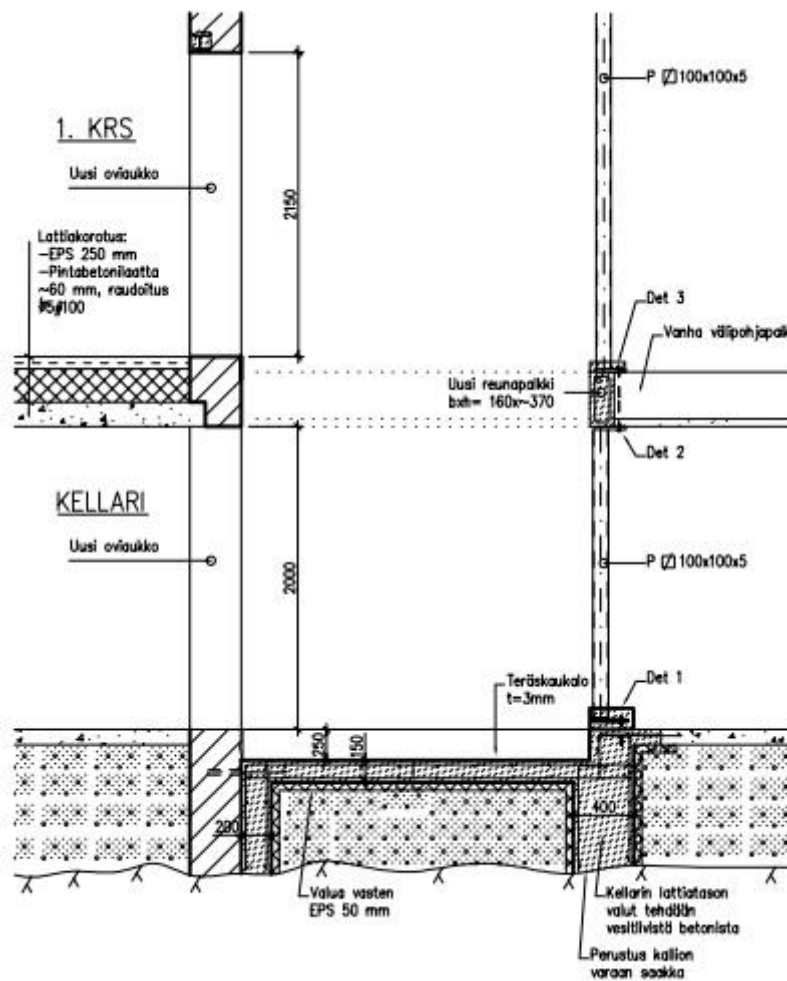 P 100x100x5
1. KRS
Uusi oviaukko
2150
Lattiakorotus:
-EPS 250 mm
-Pintabetonilaatta
~60 mm, raudoitus
#100
Det 3
Vanha välipohjapalk
Uusi reunapalkki
bxh= 160x~370
Det 2
KELLARI
Uusi oviaukko
2000
P 100x100x5
Teräskaukalo
t=3mm
Det 1
250
150
400
Valua vasten
EPS 50 mm
Kellarin lattiatason
valut tehdään
vesitiivistä betonista
Perustus kallion
varaan saakka